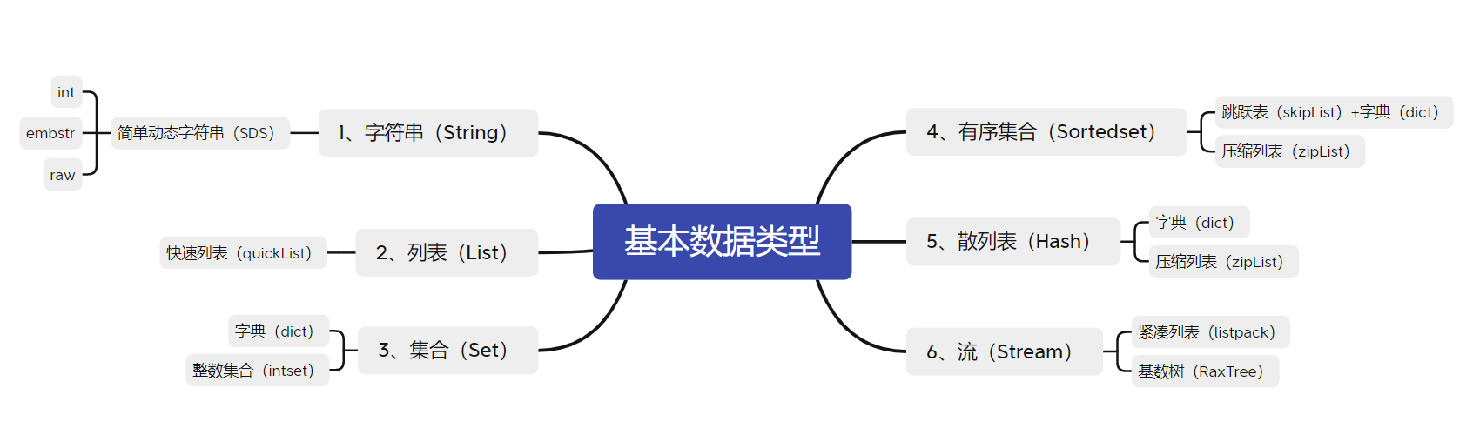 基本数据类型
1、字符串（String）
简单动态字符串（SDS）
int
embstr
raw
2、列表（List）
快速列表（quickList）
3、集合（Set）
字典（dict）
整数集合（intset）
4、有序集合（Sortedset）
跳跃表（skipList）+字典（dict）
压缩列表（zipList）
5、散列表（Hash）
字典（dict）
压缩列表（zipList）
6、流（Stream）
紧凑列表（listpack）
基数树（RaxTree）